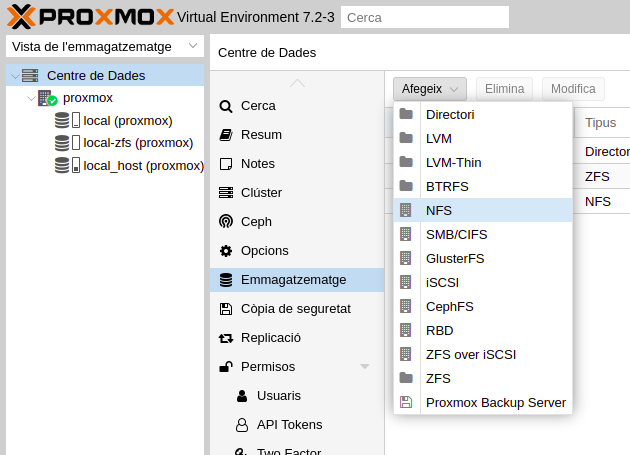 PROXMOX Virtual Environment 7.2-3 Cerca
Vista de l'emmagatzematge
Centre de Dades
proxmox
local (proxmox)
local-zfs (proxmox)
local_host (proxmox)
Centre de Dades
Cerca
Resum
Notes
Clúster
Ceph
Opcions
Emmagatzematge
Còpia de seguretat
Replicació
Permisos
Usuaris
API Tokens
Two Factor
Afegeix Elimina Modifica
Directori
LVM
LVM-Thin
BTRFS
NFS
SMB/CIFS
GlusterFS
iSCSI
CephFS
RBD
ZFS over iSCSI
ZFS
Proxmox Backup Server
Tipus
Director
ZFS
NFS